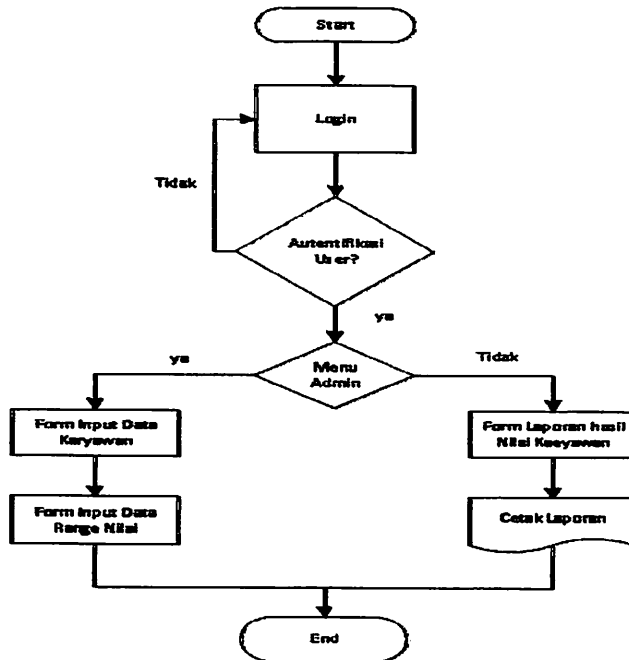 Start
Login
Tidak
Autentifikasi
User?
ya
ya
Menu
Admin
Tidak
Form Input Data
Karyawan
Form Laporan hasil
Nilai Kaeyawan
Form Input Data
Range Nilai
Cetak Laporan
End